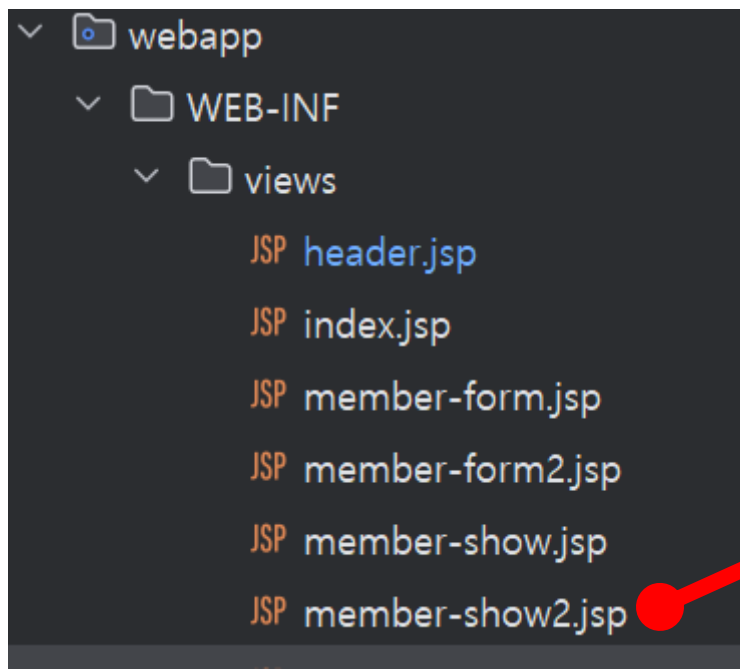 webapp
WEB-INF
views
JSP header.jsp
JSP index.jsp
JSP member-form.jsp
JSP member-form2.jsp
JSP member-show.jsp
JSP member-show2.jsp